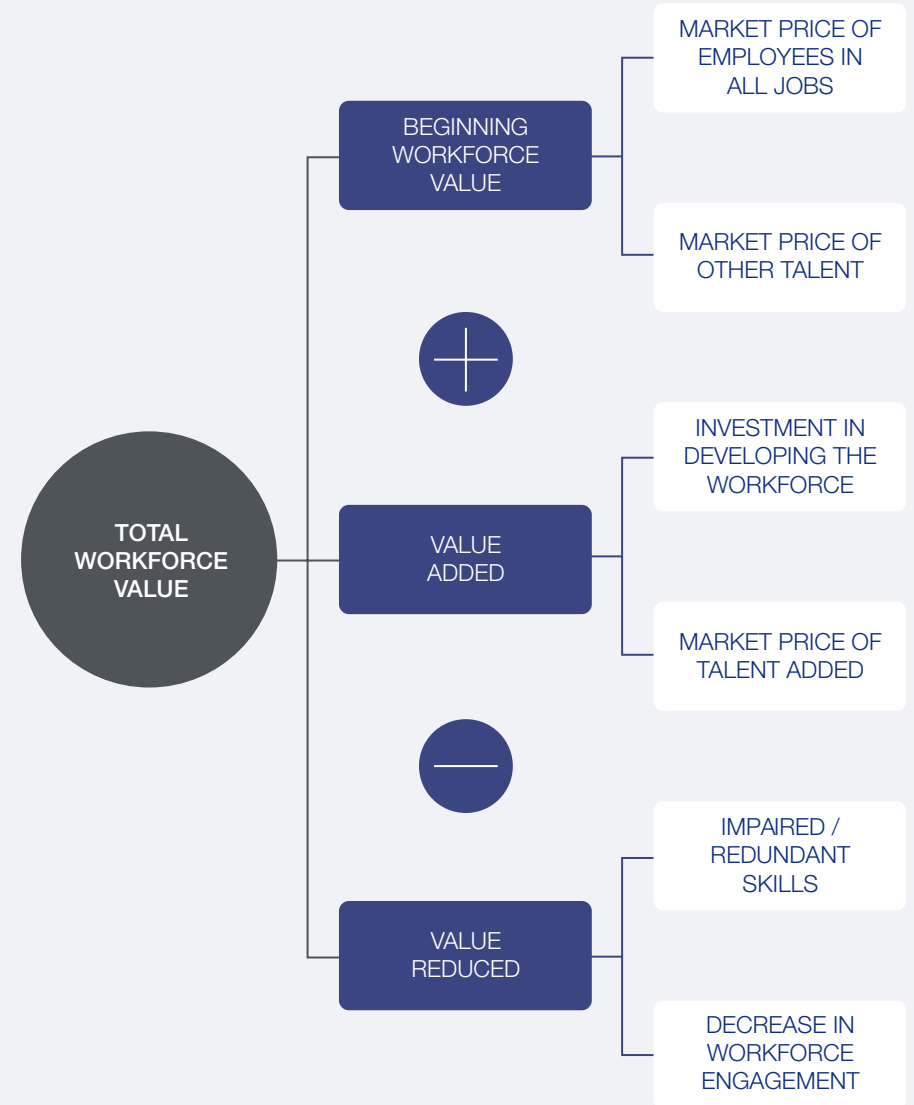 TOTAL
WORKFORCE
VALUE
BEGINNING
WORKFORCE
VALUE
MARKET PRICE OF
EMPLOYEES IN
ALL JOBS
MARKET PRICE OF
OTHER TALENT
VALUE
ADDED
INVESTMENT IN
DEVELOPING THE
WORKFORCE
MARKET PRICE OF
TALENT ADDED
VALUE
REDUCED
IMPAIRED /
REDUNDANT
SKILLS
DECREASE IN
WORKFORCE
ENGAGEMENT